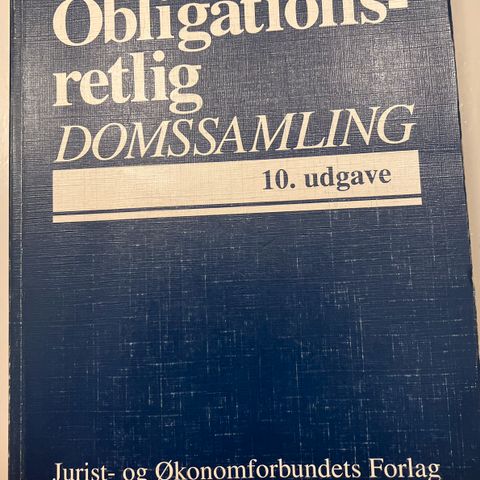 Obligations-
retlig
DOMSSAMLING
10. udgave
Jurist- og Økonomforbundets Forlag